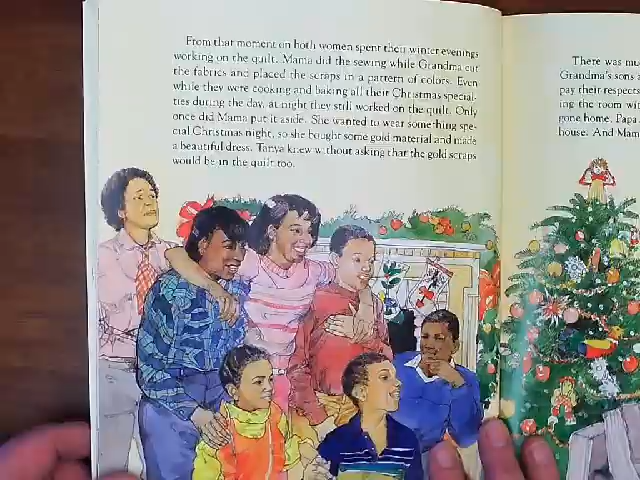 From that moment on both women spent their winter evenings
working on the quilt. Mama did the sewing while Grandma cut
the fabrics and placed the scraps in a pattern of colors. Even
while they were cooking and baking all their Christmas special-
ties during the day, at night they still worked on the quilt. Only
once did Mama put it aside. She wanted to wear something spe-
cial Christmas night, so she bought some gold material and made
a beautiful dress. Tanya knew without asking that the gold scraps
would be in the quilt too.
There was
Grandma's sons
pay their respects
ing the room
gone home. Papa
house. And Mam